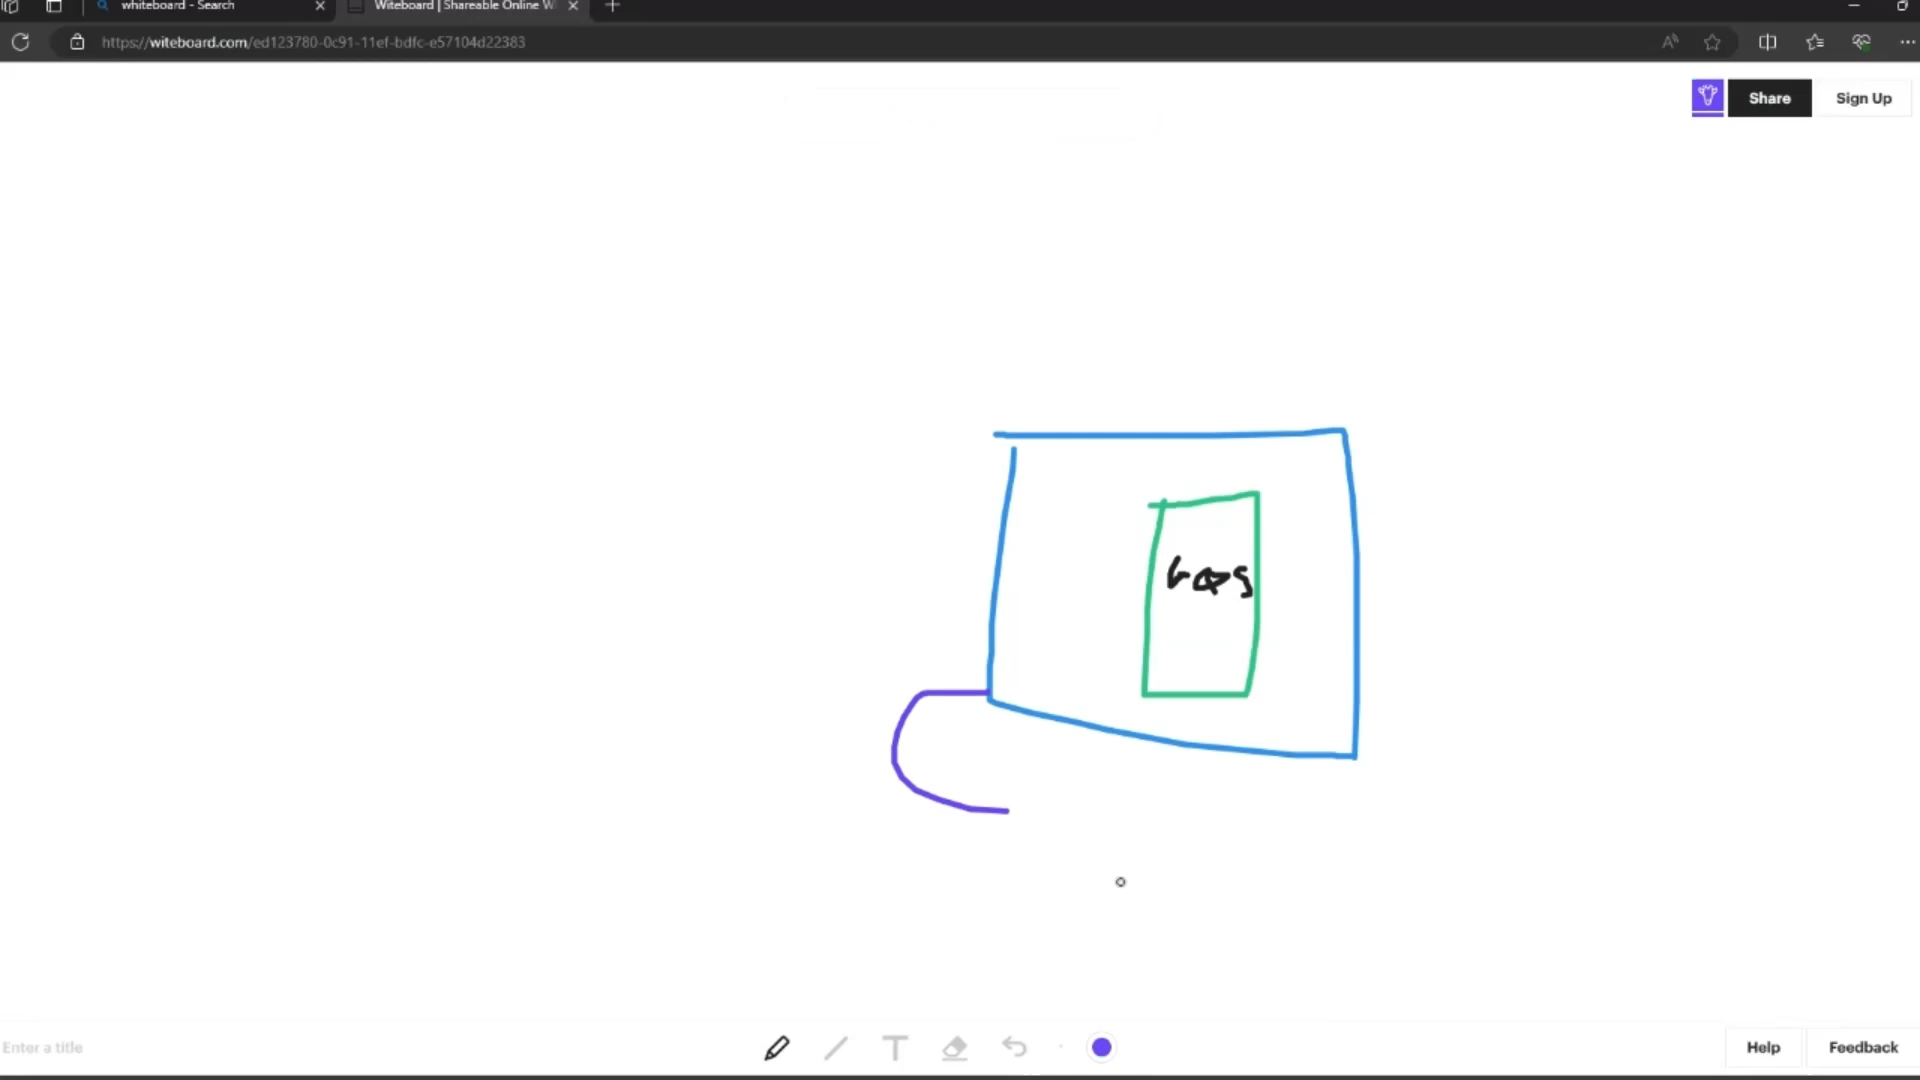 whiteboard - Search
Witeboard | Shareable Online W
https://witeboard.com/ed123780-0c91-11ef-bdfc-e57104d22383
Share
Sign Up
Enter a title
Help
Feedback